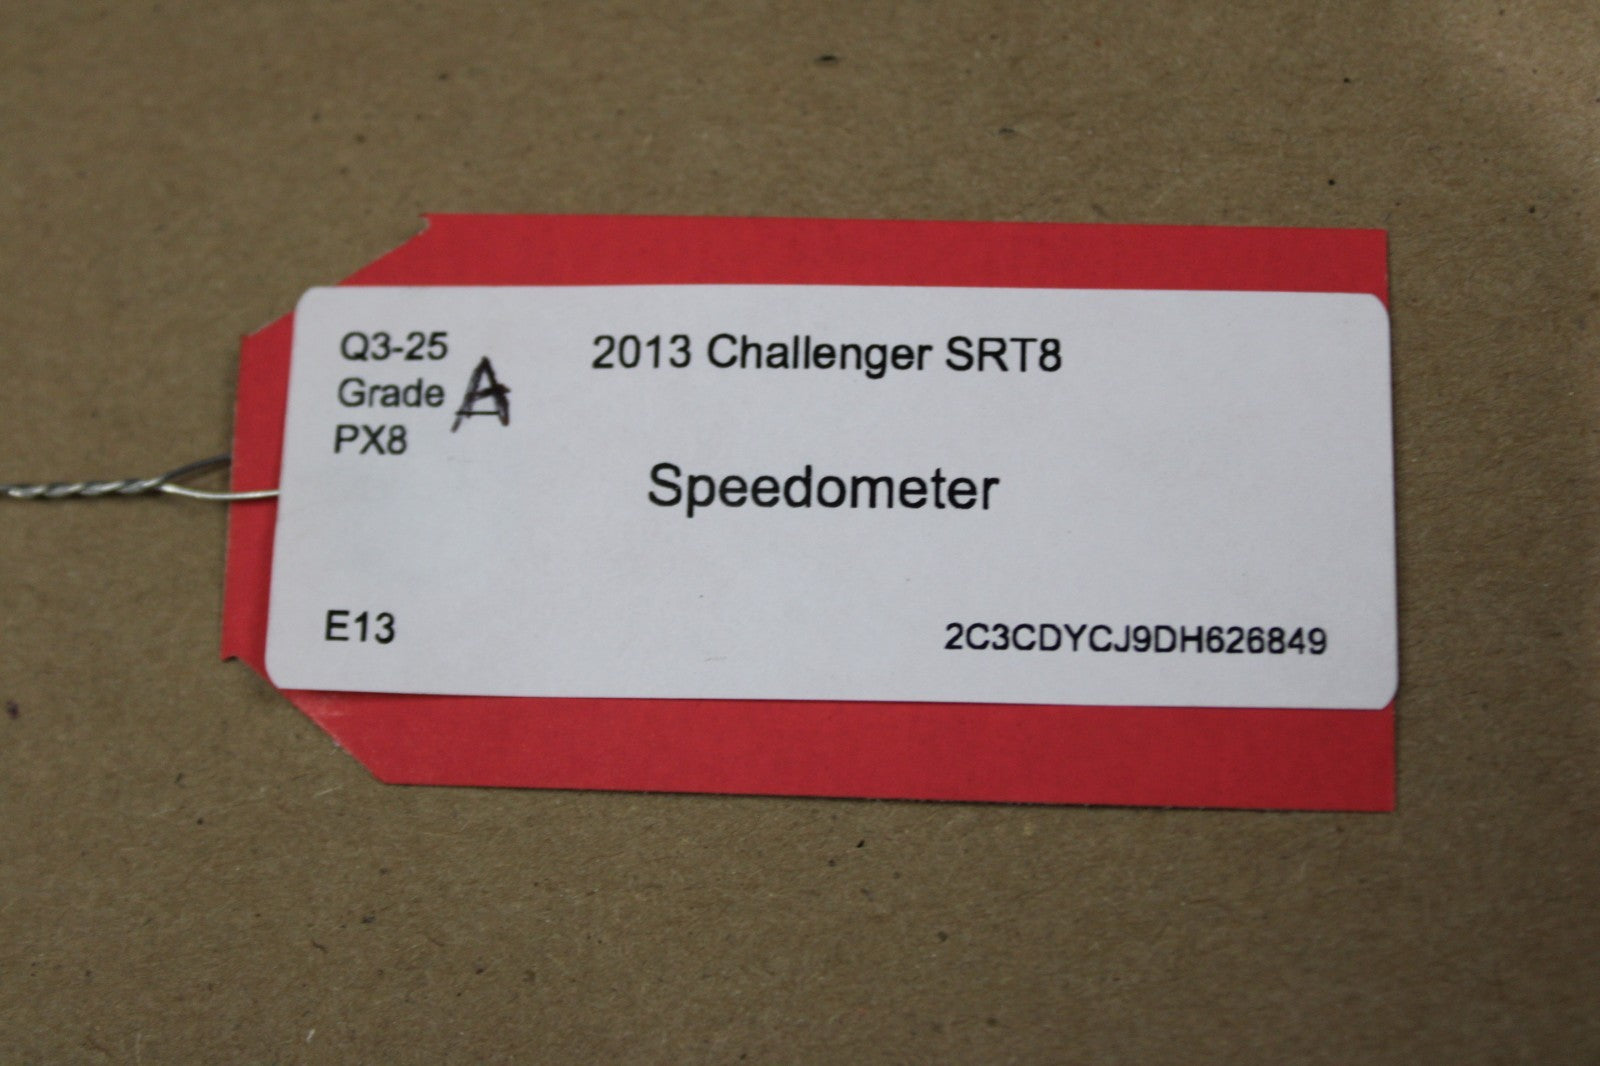 Q3-25
2013 Challenger SRT8
Grade A
PX8
Speedometer
E13
2C3CDYCJ9DH626849